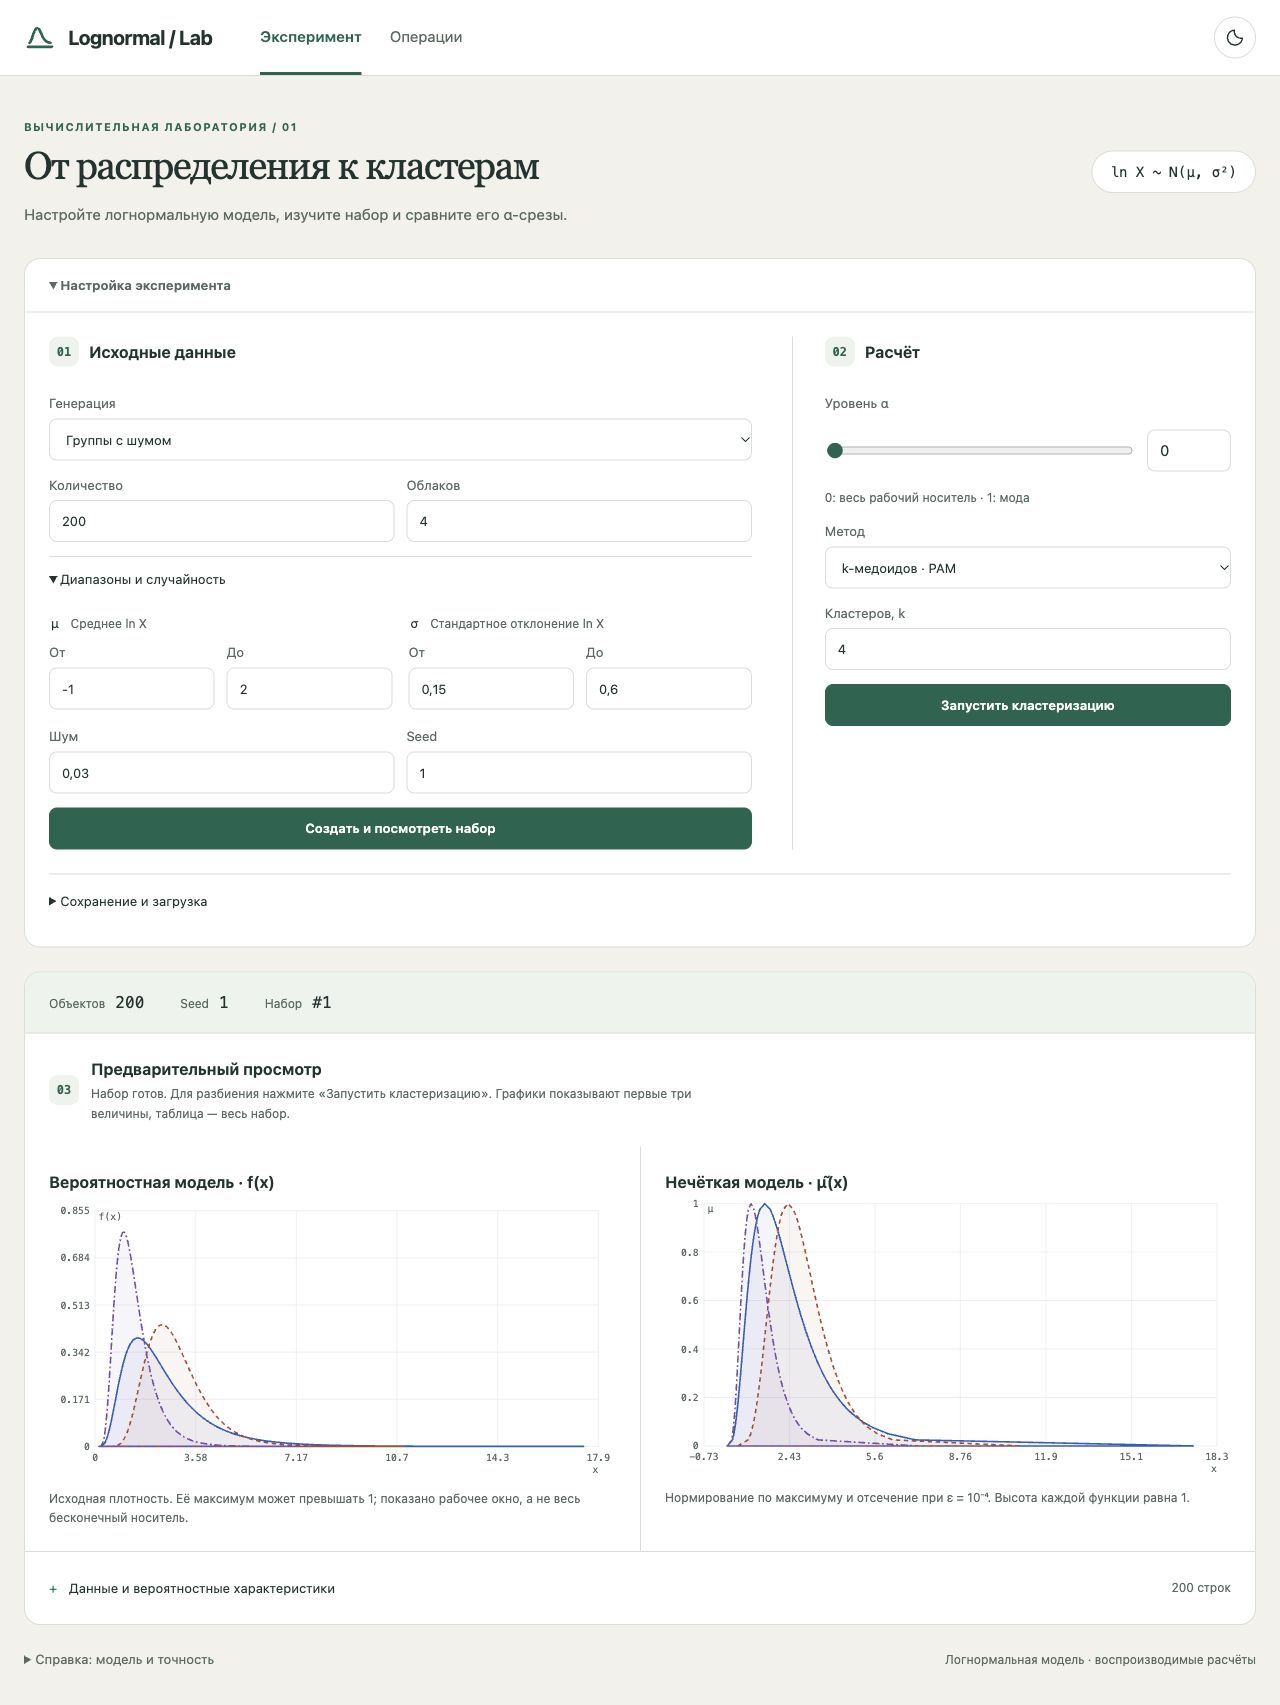 Lognormal / Lab
Эксперимент
Операции
ВЫЧИСЛИТЕЛЬНАЯ ЛАБОРАТОРИЯ / 01
От распределения к кластерам
ln X ~ N(μ, σ²)
Настройте логнормальную модель, изучите набор и сравните его α-срезы.
▼ Настройка эксперимента
01 Исходные данные
Генерация
Группы с шумом
Количество
Облаков
200
4
▼ Диапазоны и случайность
μ Среднее ln X
σ Стандартное отклонение ln X
От
До
От
До
-1
2
0,15
0,6
Шум
Seed
0,03
1
Создать и посмотреть набор
02 Расчёт
Уровень α
0
0: весь рабочий носитель · 1: мода
Метод
k-медоидов · PAM
Кластеров, k
4
Запустить кластеризацию
▶ Сохранение и загрузка
Объектов 200 Seed 1 Набор #1
03 Предварительный просмотр
Набор готов. Для разбиения нажмите «Запустить кластеризацию». Графики показывают первые три
величины, таблица — весь набор.
Вероятностная модель · f(x)
0.855
f(x)
0.684
0.513
0.342
0.171
0
0 3.58 7.17 10.7 14.3 17.9
x
Исходная плотность. Её максимум может превышать 1; показано рабочее окно, а не весь
бесконечный носитель.
Нечёткая модель · μ̃(x)
1
μ
0.8
0.6
0.4
0.2
0
−0.73 2.43 5.6 8.76 11.9 15.1 18.3
x
Нормирование по максимуму и отсечение при ε = 10⁻⁴. Высота каждой функции равна 1.
+ Данные и вероятностные характеристики
200 строк
▶ Справка: модель и точность
Логнормальная модель · воспроизводимые расчёты